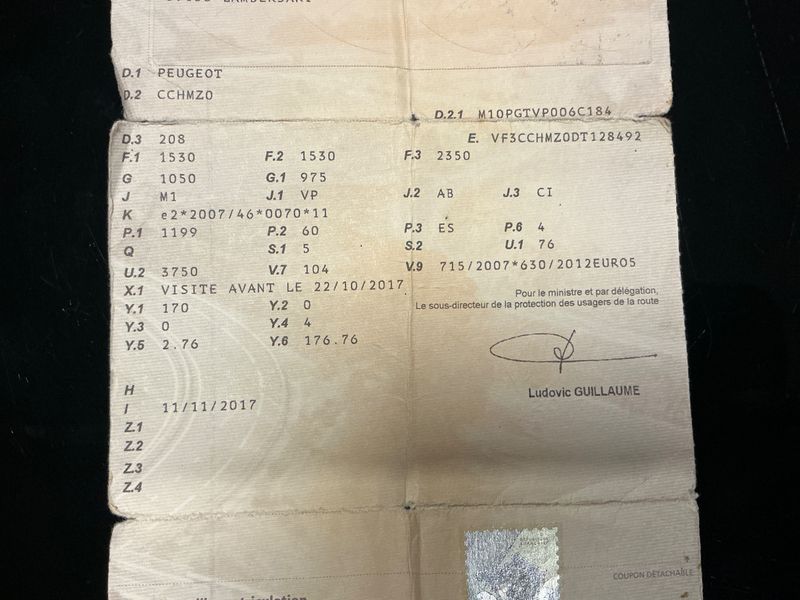 D.1 PEUGEOT
D.2 CCHMZ0
D.2.1 M10PGTVP006C184
D.3 208 E. VF3CCHMZ0DT128492
F.1 1530 F.2 1530 F.3 2350
G 1050 G.1 975
J M1 J.1 VP J.2 AB J.3 CI
K e2*2007/46*0070*11
P.1 1199 P.2 60 P.3 ES P.6 4
Q S.1 5 S.2 U.1 76
U.2 3750 V.7 104 V.9 715/2007*630/2012EURO5
X.1 VISITE AVANT LE 22/10/2017
Pour le ministre et par délégation,
Le sous-directeur de la protection des usagers de la route
Y.1 170 Y.2 0
Y.3 0 Y.4 4
Y.5 2.76 Y.6 176.76
Ludovic GUILLAUME
H
I 11/11/2017
Z.1
Z.2
Z.3
Z.4
COUPON DÉTACHABLE